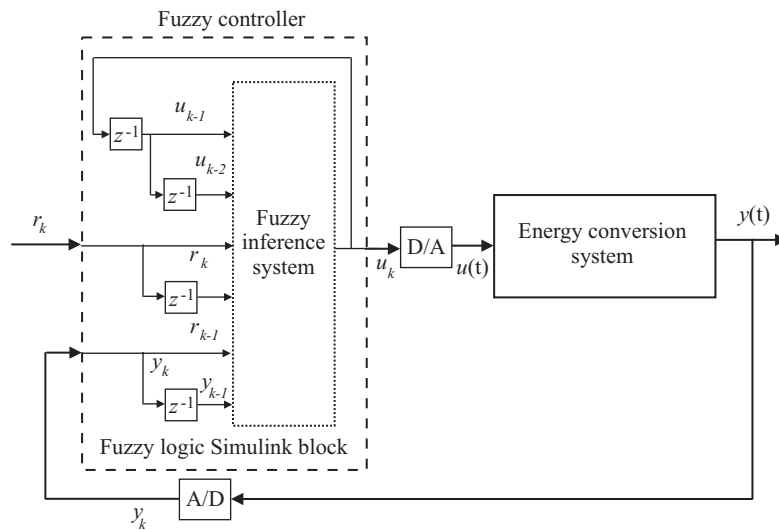 Fuzzy controller
u_{k-1}
z⁻¹
u_{k-2}
z⁻¹
r_k
r_k
Fuzzy
inference
system
z⁻¹
r_{k-1}
y_k
y_{k-1}
z⁻¹
Fuzzy logic Simulink block
u_k
D/A
u(t)
Energy conversion
system
y(t)
y_k
A/D